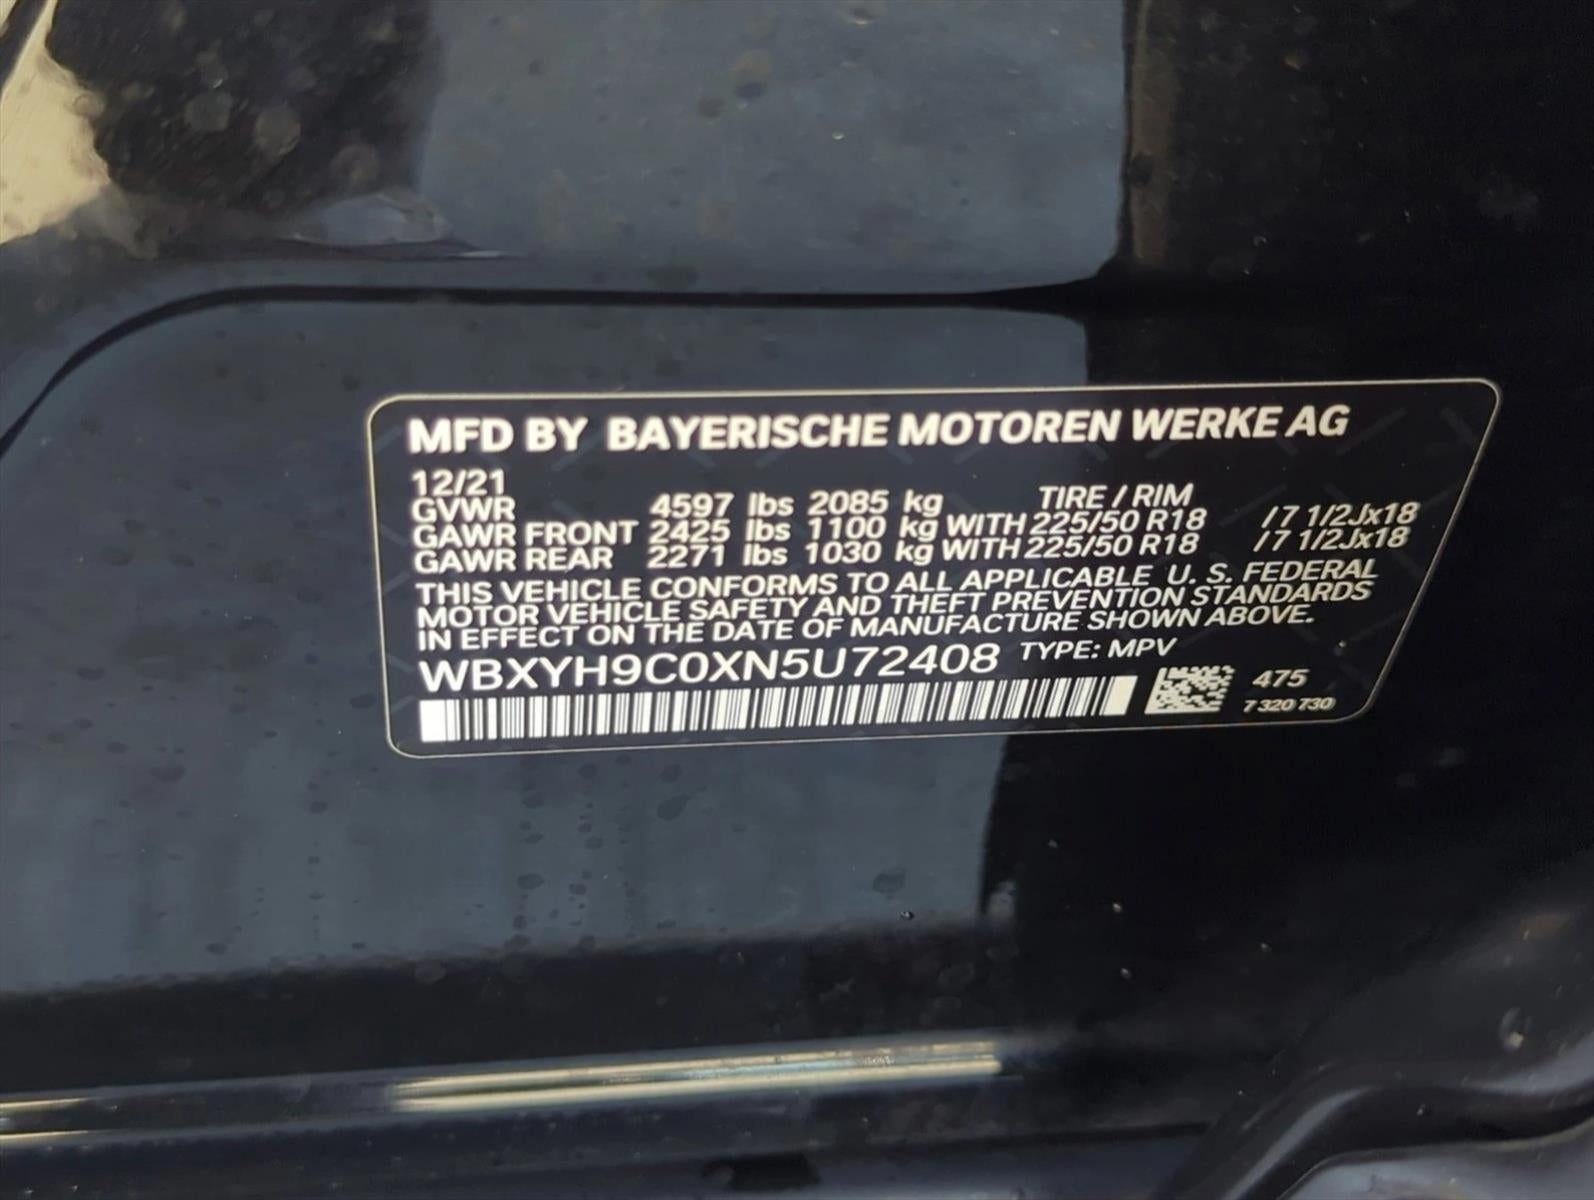 MFD BY BAYERISCHE MOTOREN WERKE AG
12/21
GVWR 4597 lbs 2085 kg TIRE / RIM
GAWR FRONT 2425 lbs 1100 kg WITH 225/50 R18 / 7 1/2Jx18
GAWR REAR 2271 lbs 1030 kg WITH 225/50 R18 / 7 1/2Jx18
THIS VEHICLE CONFORMS TO ALL APPLICABLE U. S. FEDERAL
MOTOR VEHICLE SAFETY AND THEFT PREVENTION STANDARDS
IN EFFECT ON THE DATE OF MANUFACTURE SHOWN ABOVE.
WBXYH9C0XN5U72408 TYPE: MPV
475
7 320 730